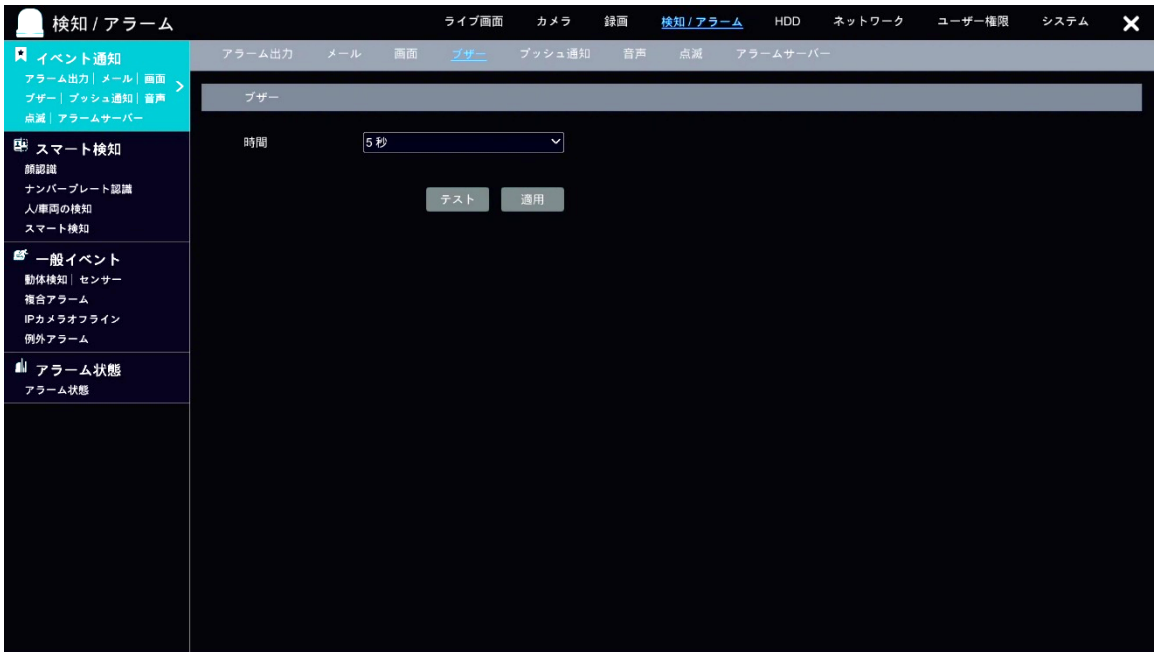 検知 / アラーム
ライブ画面 カメラ 録画 検知 / アラーム HDD ネットワーク ユーザー権限 システム
イベント通知
アラーム出力 | メール | 画面
ブザー | プッシュ通知 | 音声
点滅 | アラームサーバー
スマート検知
顔認識
ナンバープレート認識
人/車両の検知
スマート検知
一般イベント
動体検知 | センサー
複合アラーム
IPカメラオフライン
例外アラーム
アラーム状態
アラーム状態
アラーム出力 メール 画面 ブザー プッシュ通知 音声 点滅 アラームサーバー
ブザー
時間 5 秒
テスト 適用